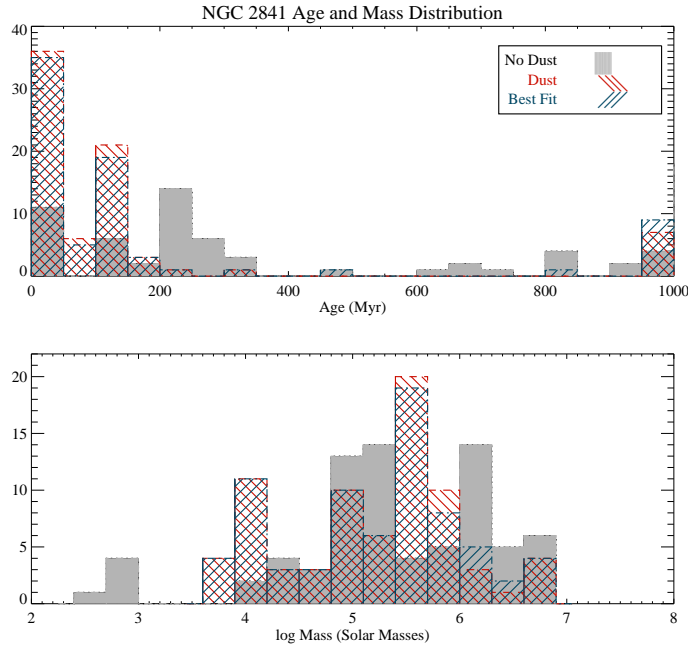 NGC 2841 Age and Mass Distribution
40
30
20
10
0
No Dust
Dust
Best Fit
0 200 400 600 800 1000
Age (Myr)
20
15
10
5
0
2 3 4 5 6 7 8
log Mass (Solar Masses)